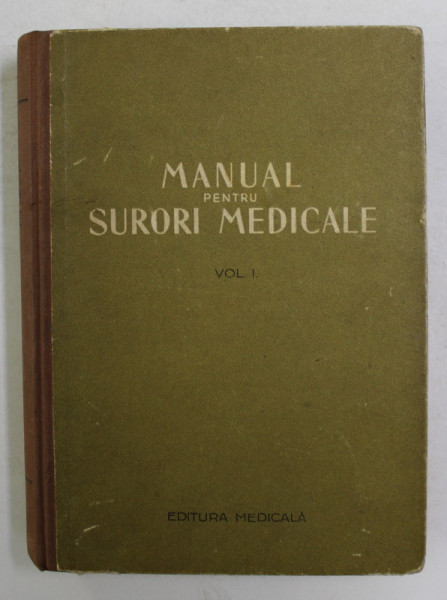 MANUAL
PENTRU
SURORI MEDICALE
VOL. I.
EDITURA MEDICALĂ